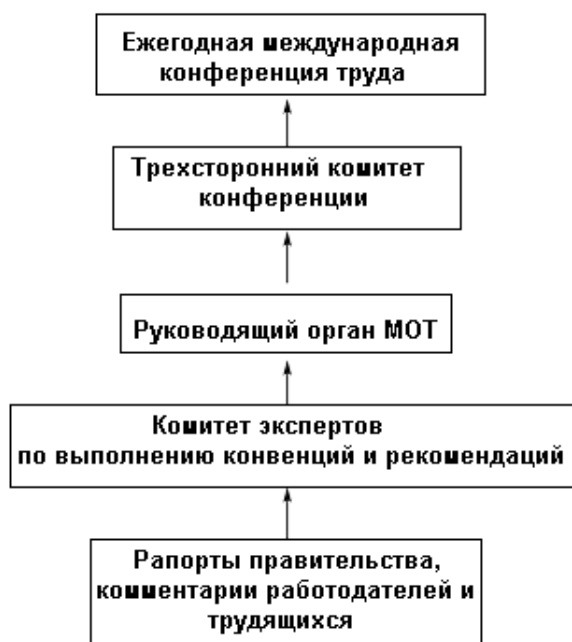 Ежегодная международная
конференция труда
Трехсторонний комитет
конференции
Руководящий орган МОТ
Комитет экспертов
по выполнению конвенций и рекомендаций
Рапорты правительства,
комментарии работодателей и
трудящихся